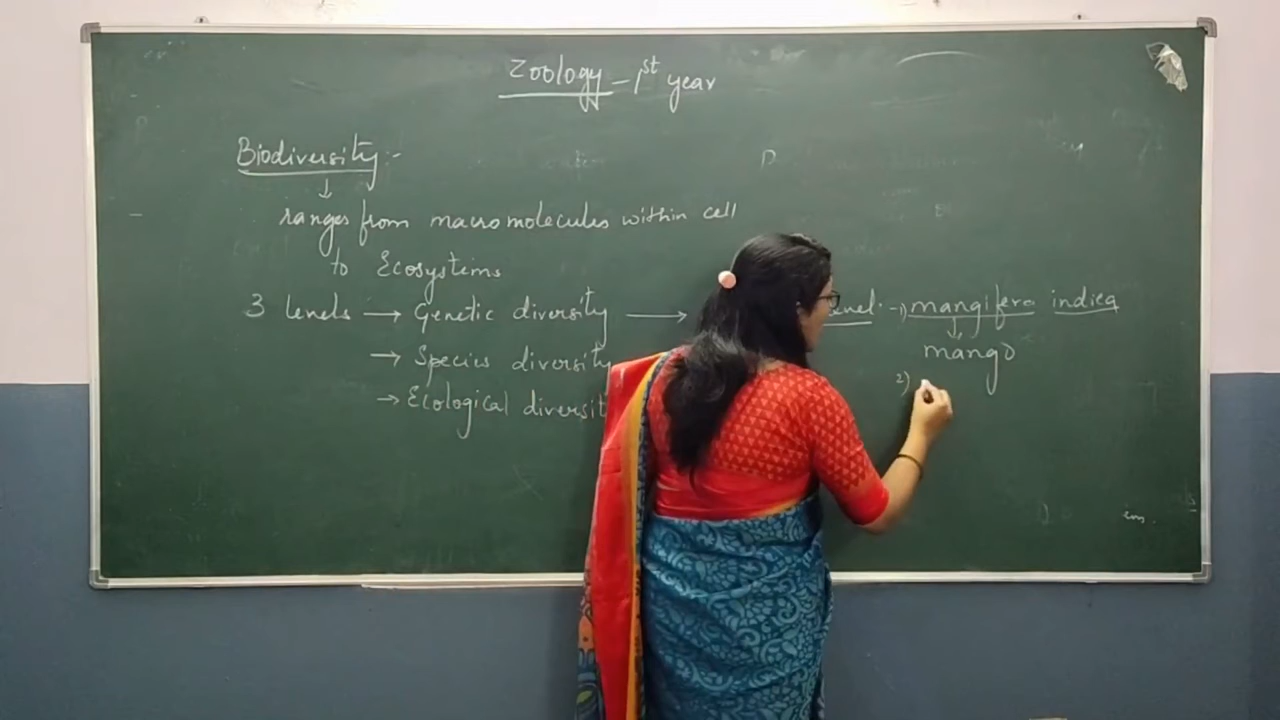 Zoology - 1st year
Biodiversity:-
↓
ranges from macromolecules within cell
to Ecosystems
3 levels → Genetic diversity → 1) mangifera indica
↓
mango
→ Species diversity
2)
→ Ecological diversit